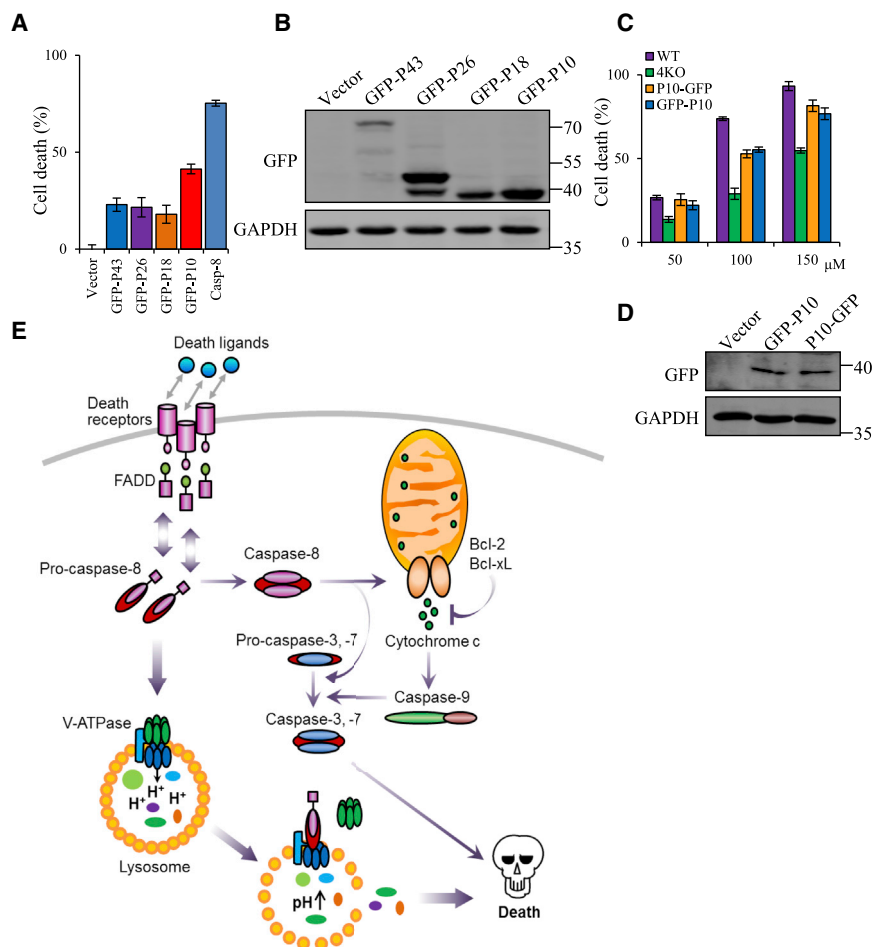 A
Cell death (%)
100
50
0
Vector
GFP-P43
GFP-P26
GFP-P18
GFP-P10
Casp-8
B
Vector
GFP-P43
GFP-P26
GFP-P18
GFP-P10
GFP
GAPDH
70
55
40
35
C
Cell death (%)
100
50
0
WT
4KO
P10-GFP
GFP-P10
50
100
150
μM
D
Vector
GFP-P10
P10-GFP
GFP
GAPDH
40
35
E
Death ligands
Death
receptors
FADD
Pro-caspase-8
Caspase-8
Bcl-2
Bcl-xL
Cytochrome c
Pro-caspase-3, -7
Caspase-9
Caspase-3, -7
V-ATPase
H+
H+
H+
Lysosome
pH
Death